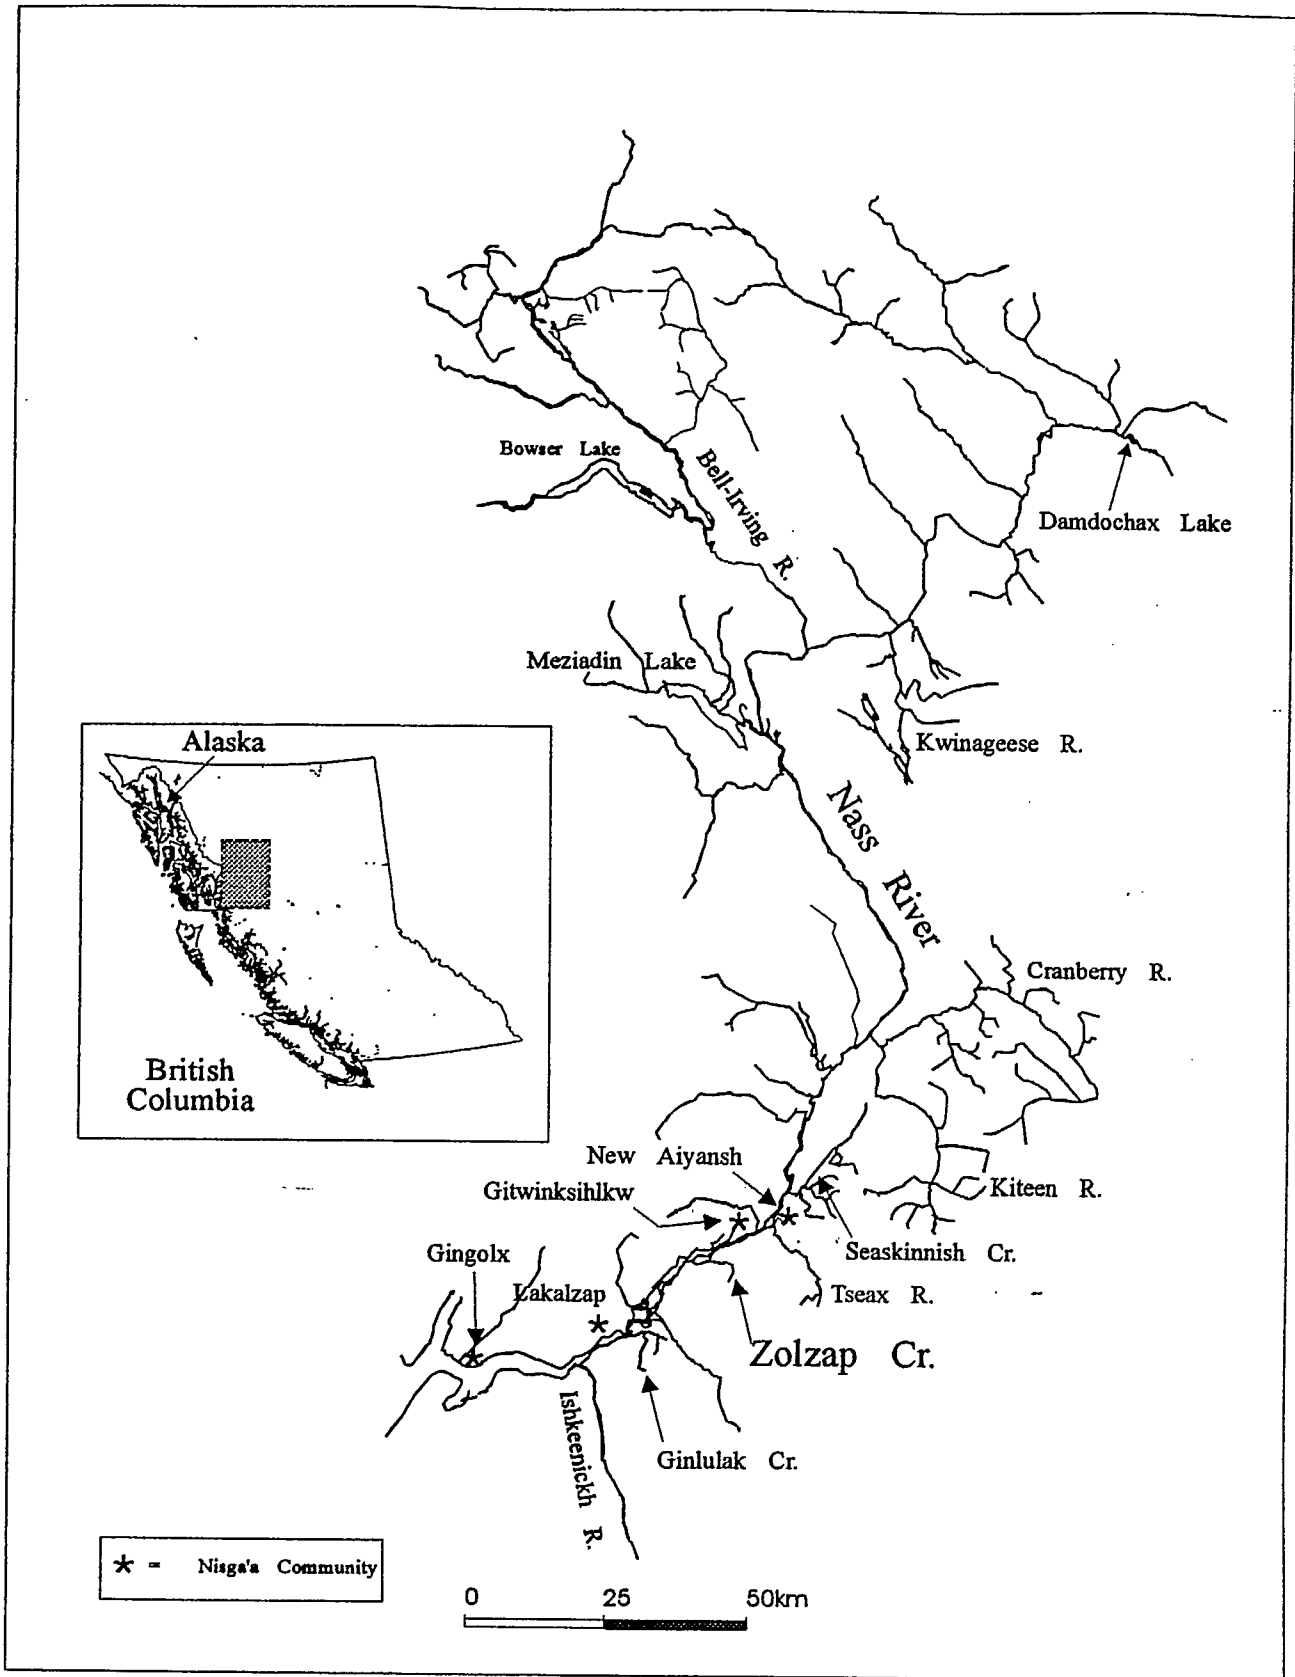 Bowser Lake
Bell-Irving R.
Damdochax Lake
Meziadin Lake
Kwinageese R.
Alaska
Nass River
Cranberry R.
British
Columbia
New Aiyansh
Gitwinksihlkw
Kiteen R.
Gingolx
Seaskinnish Cr.
Lakalzap
Tseax R.
Zolzap Cr.
Ishkeenickh R.
Ginlulak Cr.
* = Nisga'a Community
0 25 50km